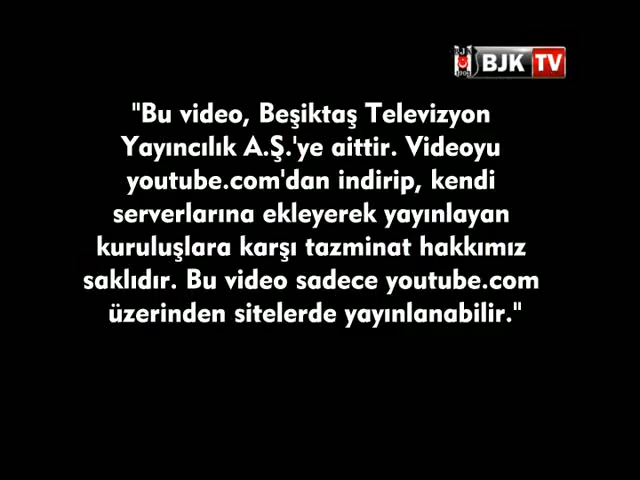 BJK TV
"Bu video, Beşiktaş Televizyon
Yayıncılık A.Ş.'ye aittir. Videoyu
youtube.com'dan indirip, kendi
serverlarına ekleyerek yayınlayan
kuruluşlara karşı tazminat hakkımız
saklıdır. Bu video sadece youtube.com
üzerinden sitelerde yayınlanabilir."